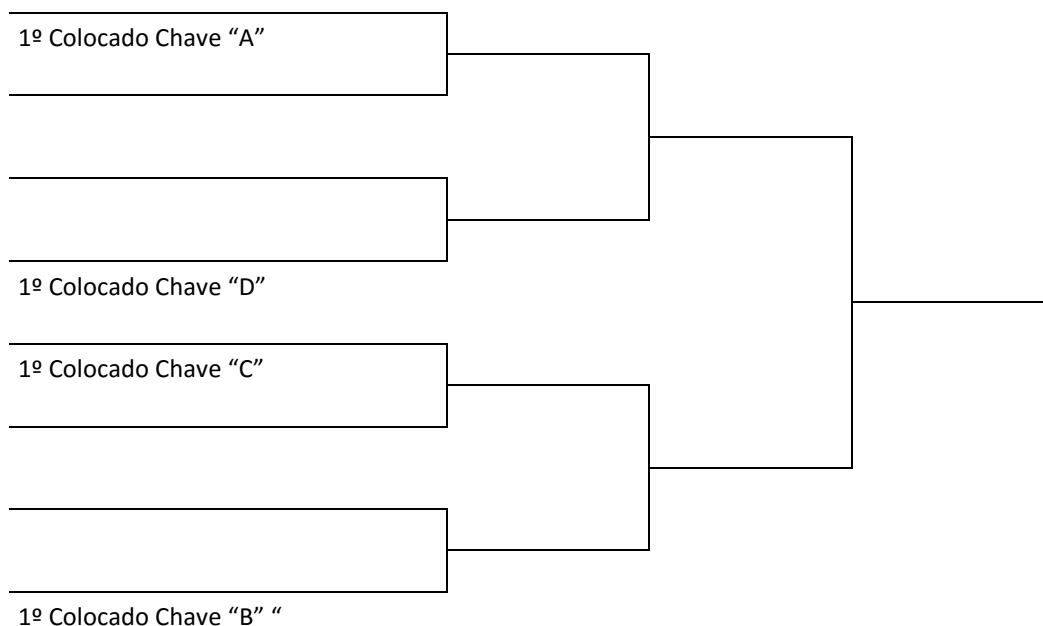 1º Colocado Chave “A”
1º Colocado Chave “D”
1º Colocado Chave “C”
1º Colocado Chave “B” “